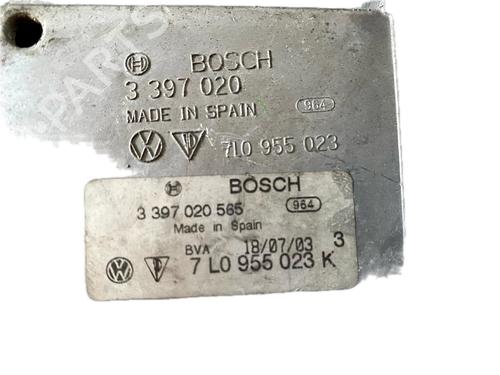 BOSCH
3 397 020
MADE IN SPAIN 964
7L0 955 023
BOSCH
3 397 020 565 964
Made in Spain
BVA 18/07/03 3
7 L0 955 023 K